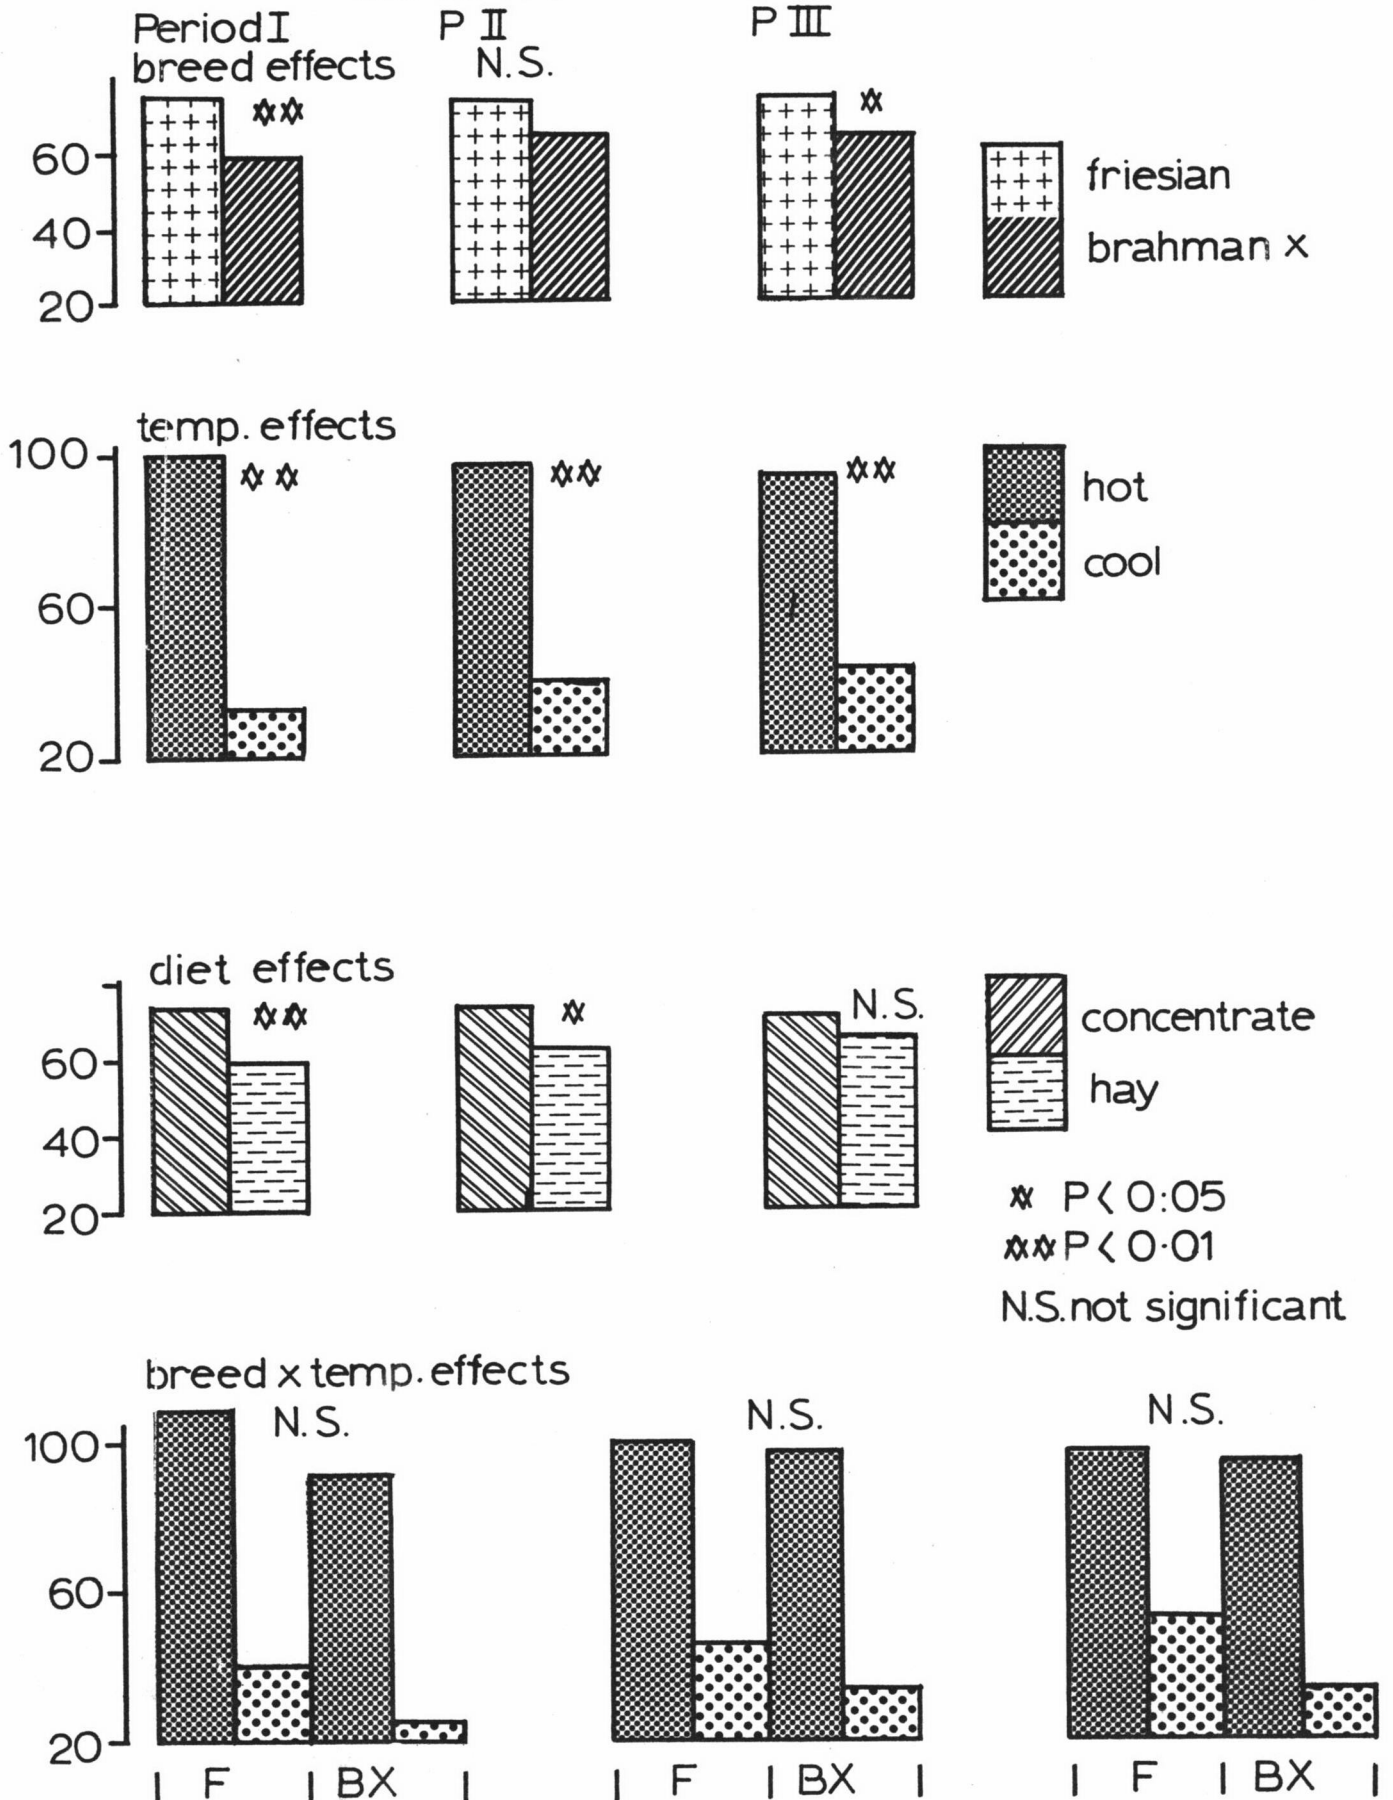 Period I P II P III
breed effects N.S.
☆☆ ☆
60
40
20
friesian
brahman x
temp. effects
100
60
20
☆☆ ☆☆ ☆☆
hot
cool
diet effects
☆☆ ☆ N.S.
60
40
20
concentrate
hay
☆ P < 0:05
☆☆ P < 0·01
N.S. not significant
breed x temp. effects
N.S. N.S. N.S.
100
60
20
F BX F BX F BX